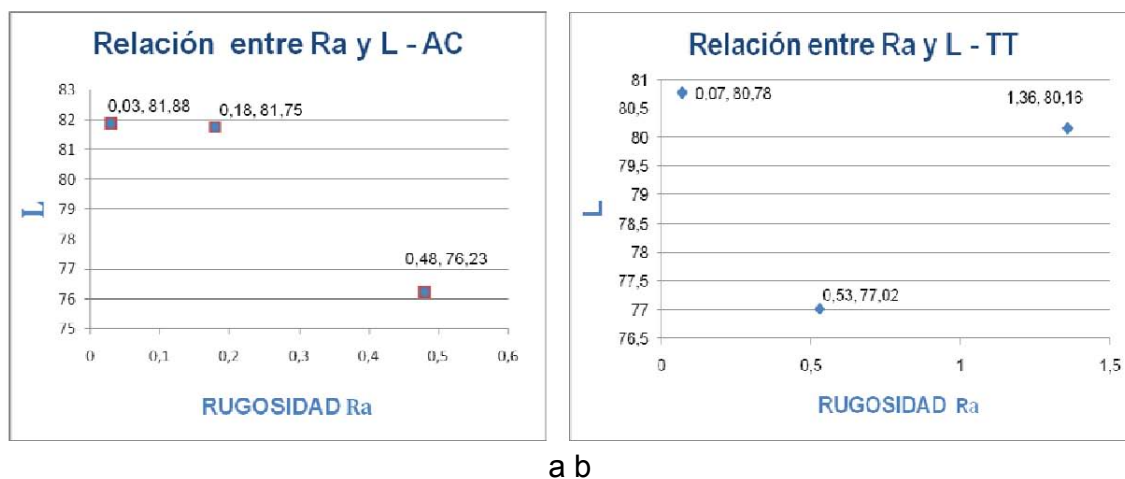 Relación entre Ra y L - AC
83
82
81
80
79
78
77
76
75
L
0,03, 81,88
0,18, 81,75
0,48, 76,23
0 0,1 0,2 0,3 0,4 0,5 0,6
RUGOSIDAD Ra
Relación entre Ra y L - TT
81
80,5
80
79,5
79
78,5
78
77,5
77
76,5
L
0,07, 80,78
1,36, 80,16
0,53, 77,02
0 0,5 1 1,5
RUGOSIDAD Ra
a b